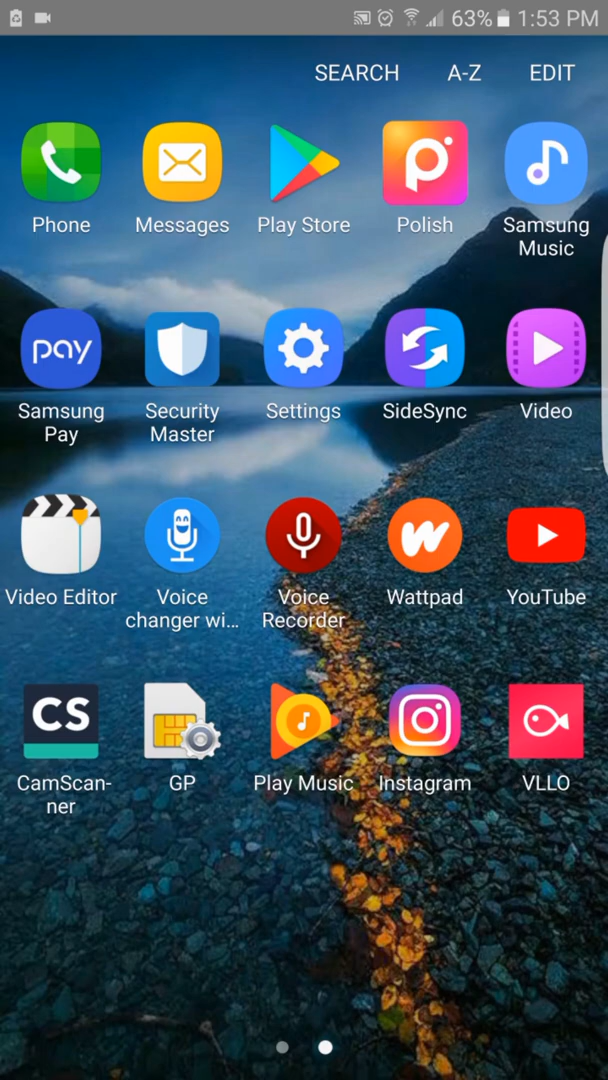 63% 1:53 PM
SEARCH A-Z EDIT
Phone Messages Play Store Polish Samsung
Music
pay
Samsung Security Settings SideSync Video
Pay Master
Video Editor Voice Voice Wattpad YouTube
changer wi... Recorder
CS
CamScan- GP Play Music Instagram VLLO
ner